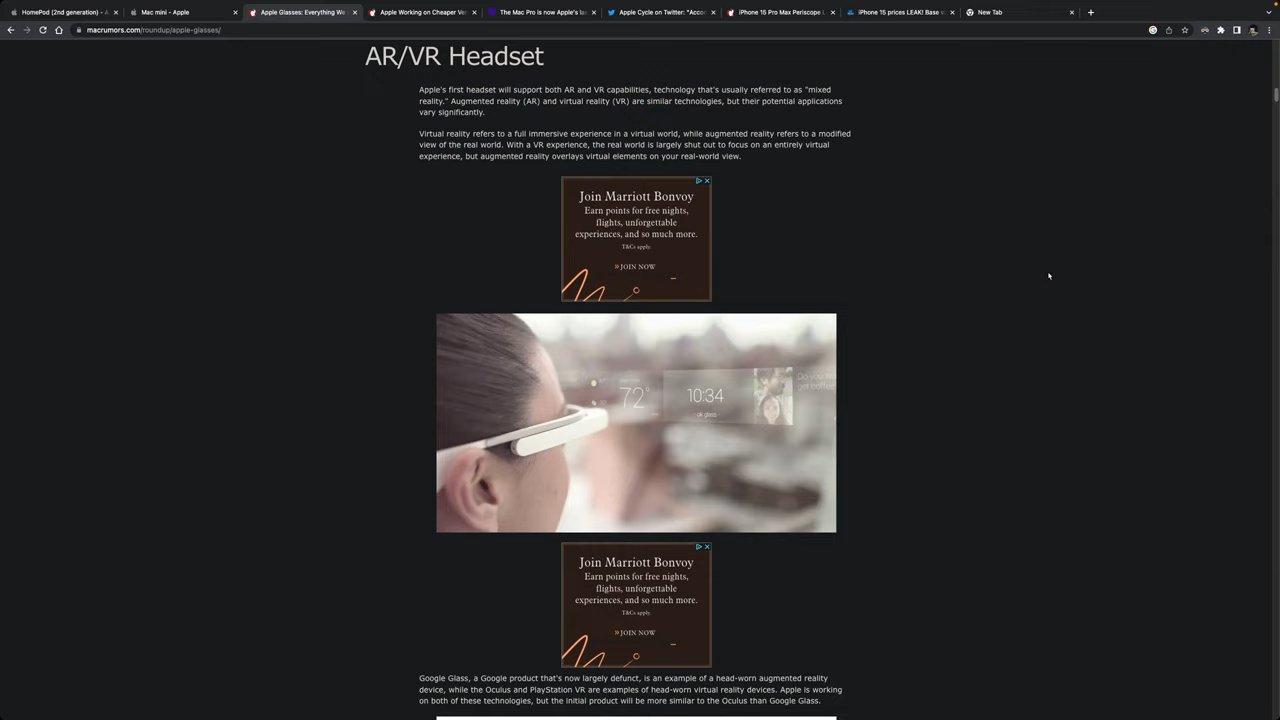 HomePod (2nd generation) - A
Mac mini - Apple
Apple Glasses: Everything We
Apple Working on Cheaper Ver
The Mac Pro is now Apple's la
Apple Cycle on Twitter: "Acco
iPhone 15 Pro Max Periscope L
iPhone 15 prices LEAK! Base v
New Tab
macrumors.com/roundup/apple-glasses/
AR/VR Headset
Apple's first headset will support both AR and VR capabilities, technology that's usually referred to as "mixed
reality." Augmented reality (AR) and virtual reality (VR) are similar technologies, but their potential applications
vary significantly.
Virtual reality refers to a full immersive experience in a virtual world, while augmented reality refers to a modified
view of the real world. With a VR experience, the real world is largely shut out to focus on an entirely virtual
experience, but augmented reality overlays virtual elements on your real-world view.
Join Marriott Bonvoy
Earn points for free nights,
flights, unforgettable
experiences, and so much more.
T&Cs apply.
» JOIN NOW
72°
10:34
ok glass
Do you
get coffe
Join Marriott Bonvoy
Earn points for free nights,
flights, unforgettable
experiences, and so much more.
T&Cs apply.
» JOIN NOW
Google Glass, a Google product that's now largely defunct, is an example of a head-worn augmented reality
device, while the Oculus and PlayStation VR are examples of head-worn virtual reality devices. Apple is working
on both of these technologies, but the initial product will be more similar to the Oculus than Google Glass.